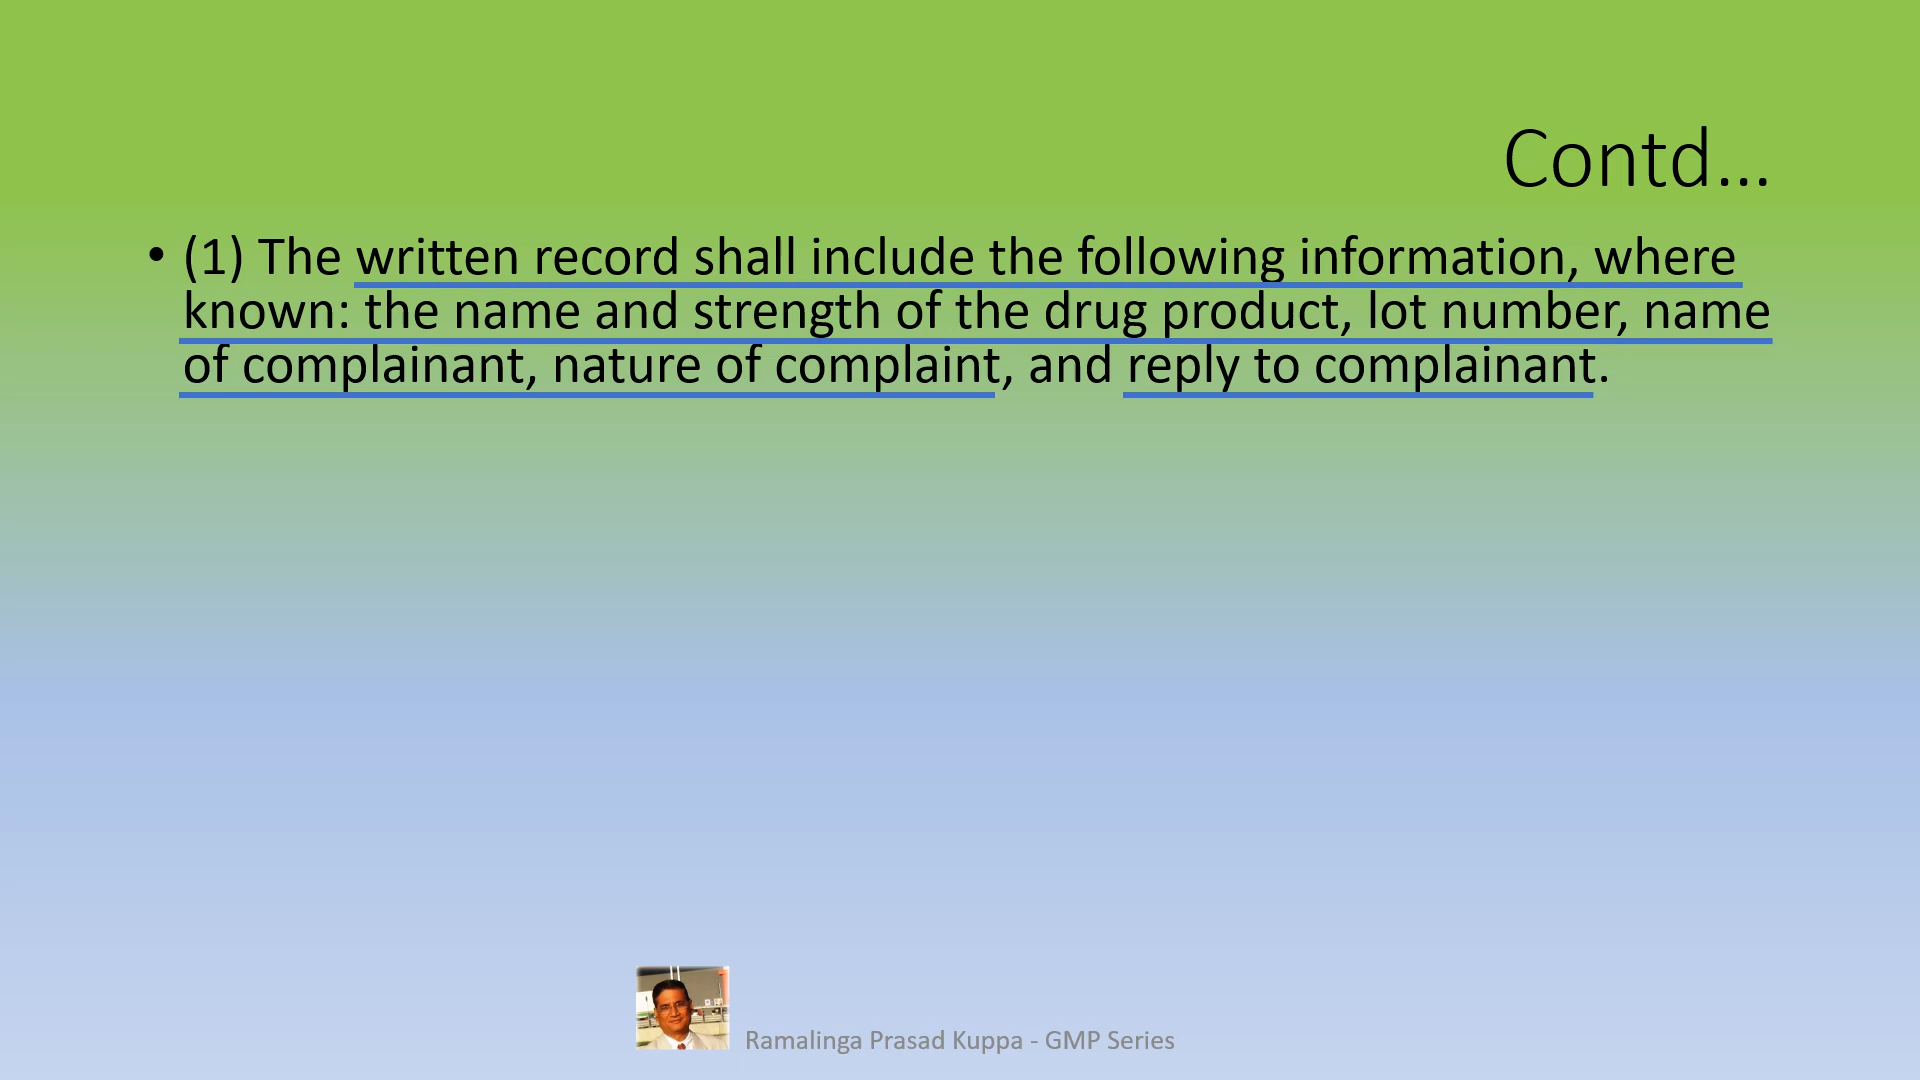 Contd...
• (1) The written record shall include the following information, where
known: the name and strength of the drug product, lot number, name
of complainant, nature of complaint, and reply to complainant.
Ramalinga Prasad Kuppa - GMP Series